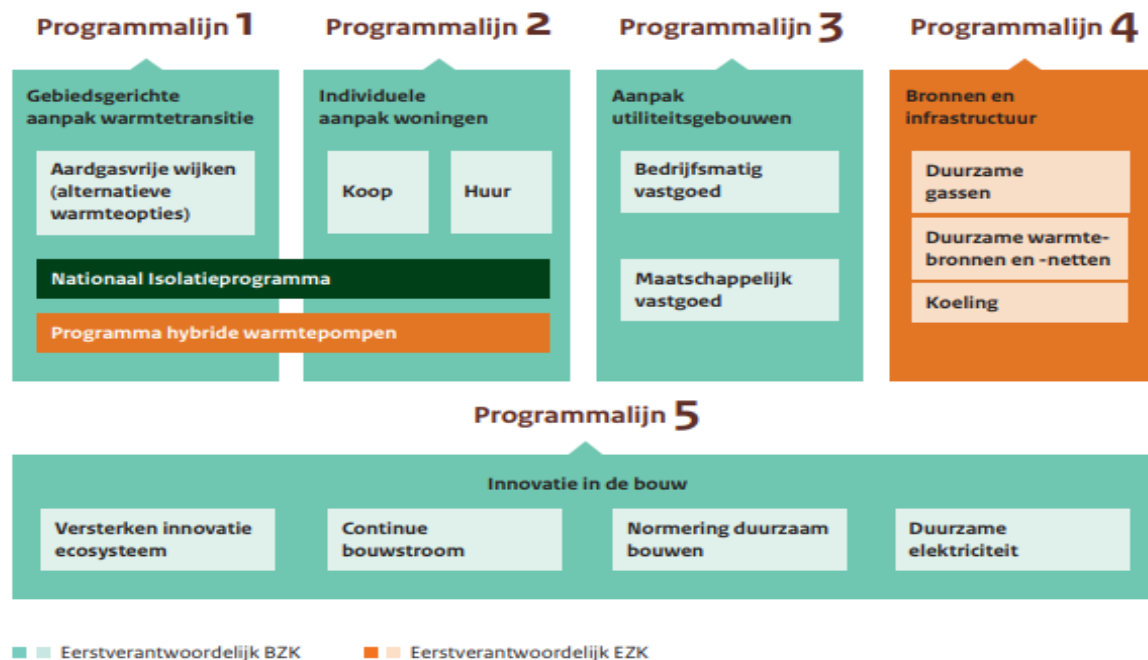 Programmalijn 1
Programmalijn 2
Programmalijn 3
Programmalijn 4
Gebiedsgerichte
aanpak warmtetransitie
Aardgasvrije wijken
(alternatieve
warmteopties)
Individuele
aanpak woningen
Koop
Huur
Nationaal Isolatieprogramma
Programma hybride warmtepompen
Aanpak
utiliteitsgebouwen
Bedrijfsmatig
vastgoed
Maatschappelijk
vastgoed
Bronnen en
infrastructuur
Duurzame
gassen
Duurzame warmte-
bronnen en -netten
Koeling
Programmalijn 5
Innovatie in de bouw
Versterken innovatie
ecosysteem
Continue
bouwstroom
Normering duurzaam
bouwen
Duurzame
elektriciteit
Eerstverantwoordelijk BZK
Eerstverantwoordelijk EZK